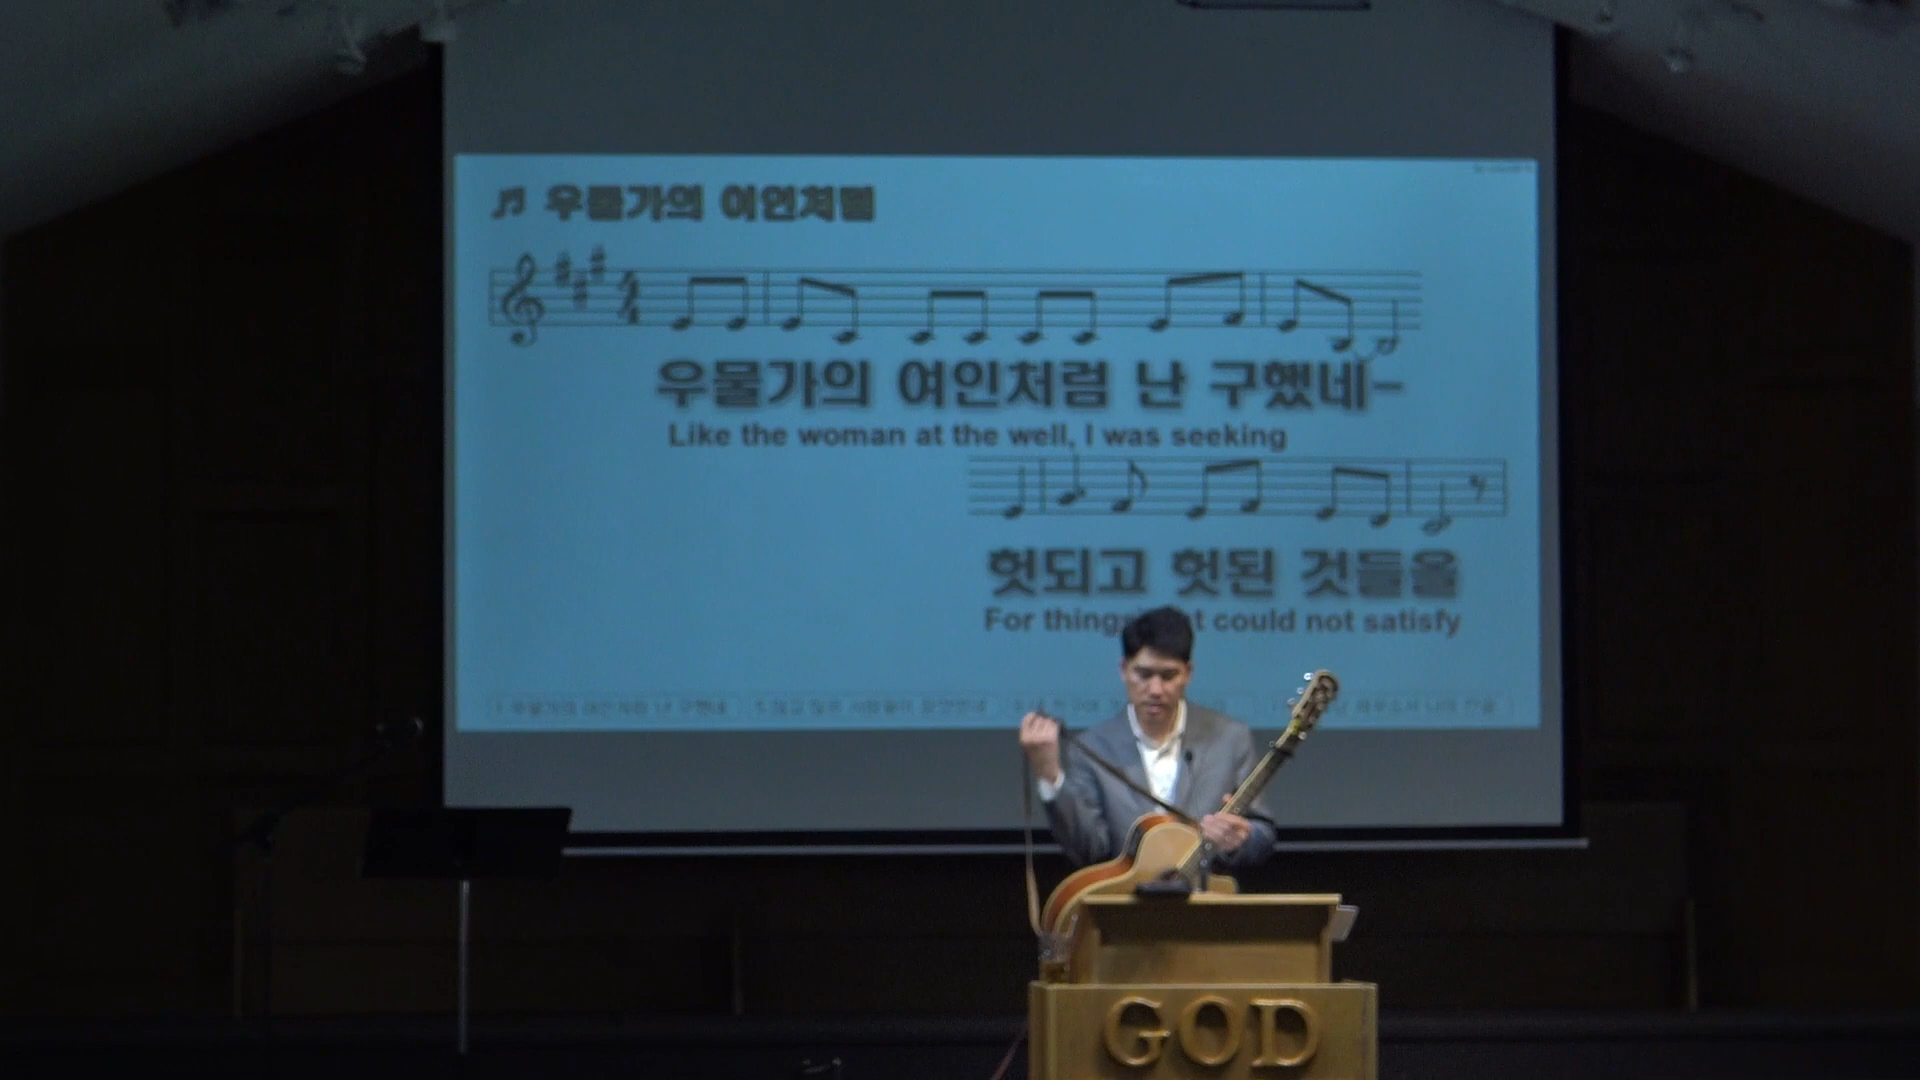 우물가의 여인처럼
우물가의 여인처럼 난 구했네-
Like the woman at the well, I was seeking
헛되고 헛된 것들을
For things could not satisfy
GOD